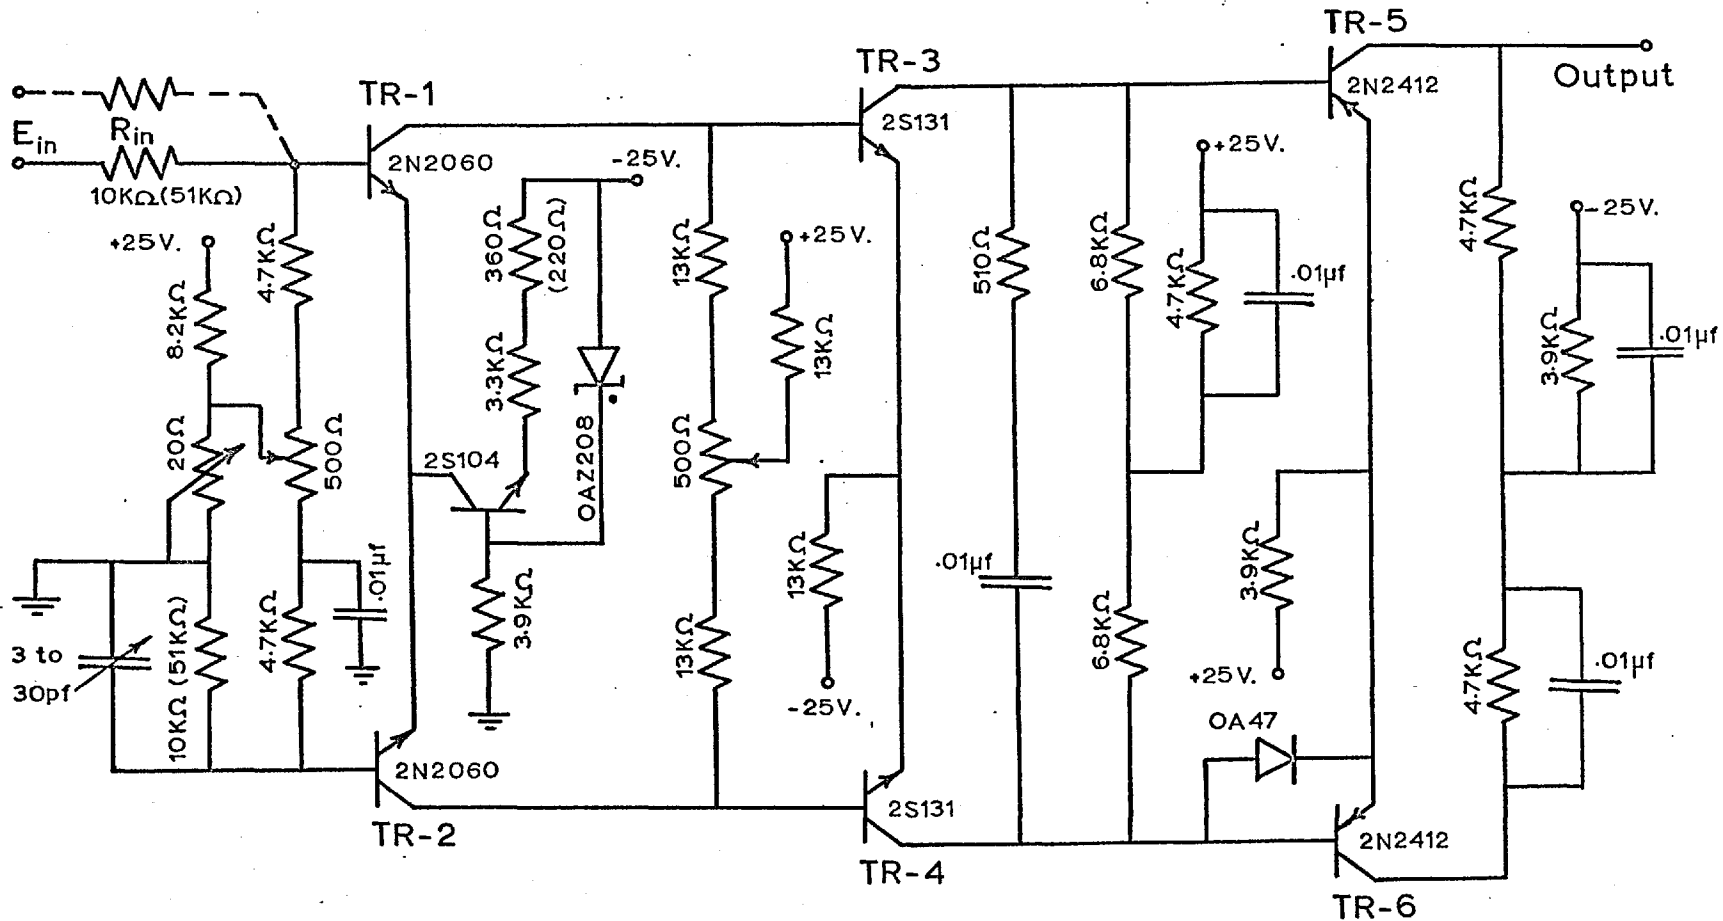 TR-5
Output
2N2412
TR-3
2S131
TR-1
2N2060
E in
R in
10KΩ (51KΩ)
-25V.
+25V.
8.2KΩ
4.7KΩ
360Ω
(220Ω)
3.3KΩ
OAZ208
2S104
20Ω
500Ω
.01µf
3.9KΩ
3 to
30pf
10KΩ (51KΩ)
4.7KΩ
2N2060
TR-2
13KΩ
+25V.
13KΩ
500Ω
13KΩ
13KΩ
-25V.
2S131
TR-4
510Ω
.01µf
6.8KΩ
6.8KΩ
+25V.
4.7KΩ
.01µf
3.9KΩ
+25V.
OA47
2N2412
TR-6
4.7KΩ
-25V.
3.9KΩ
.01µf
4.7KΩ
.01µf